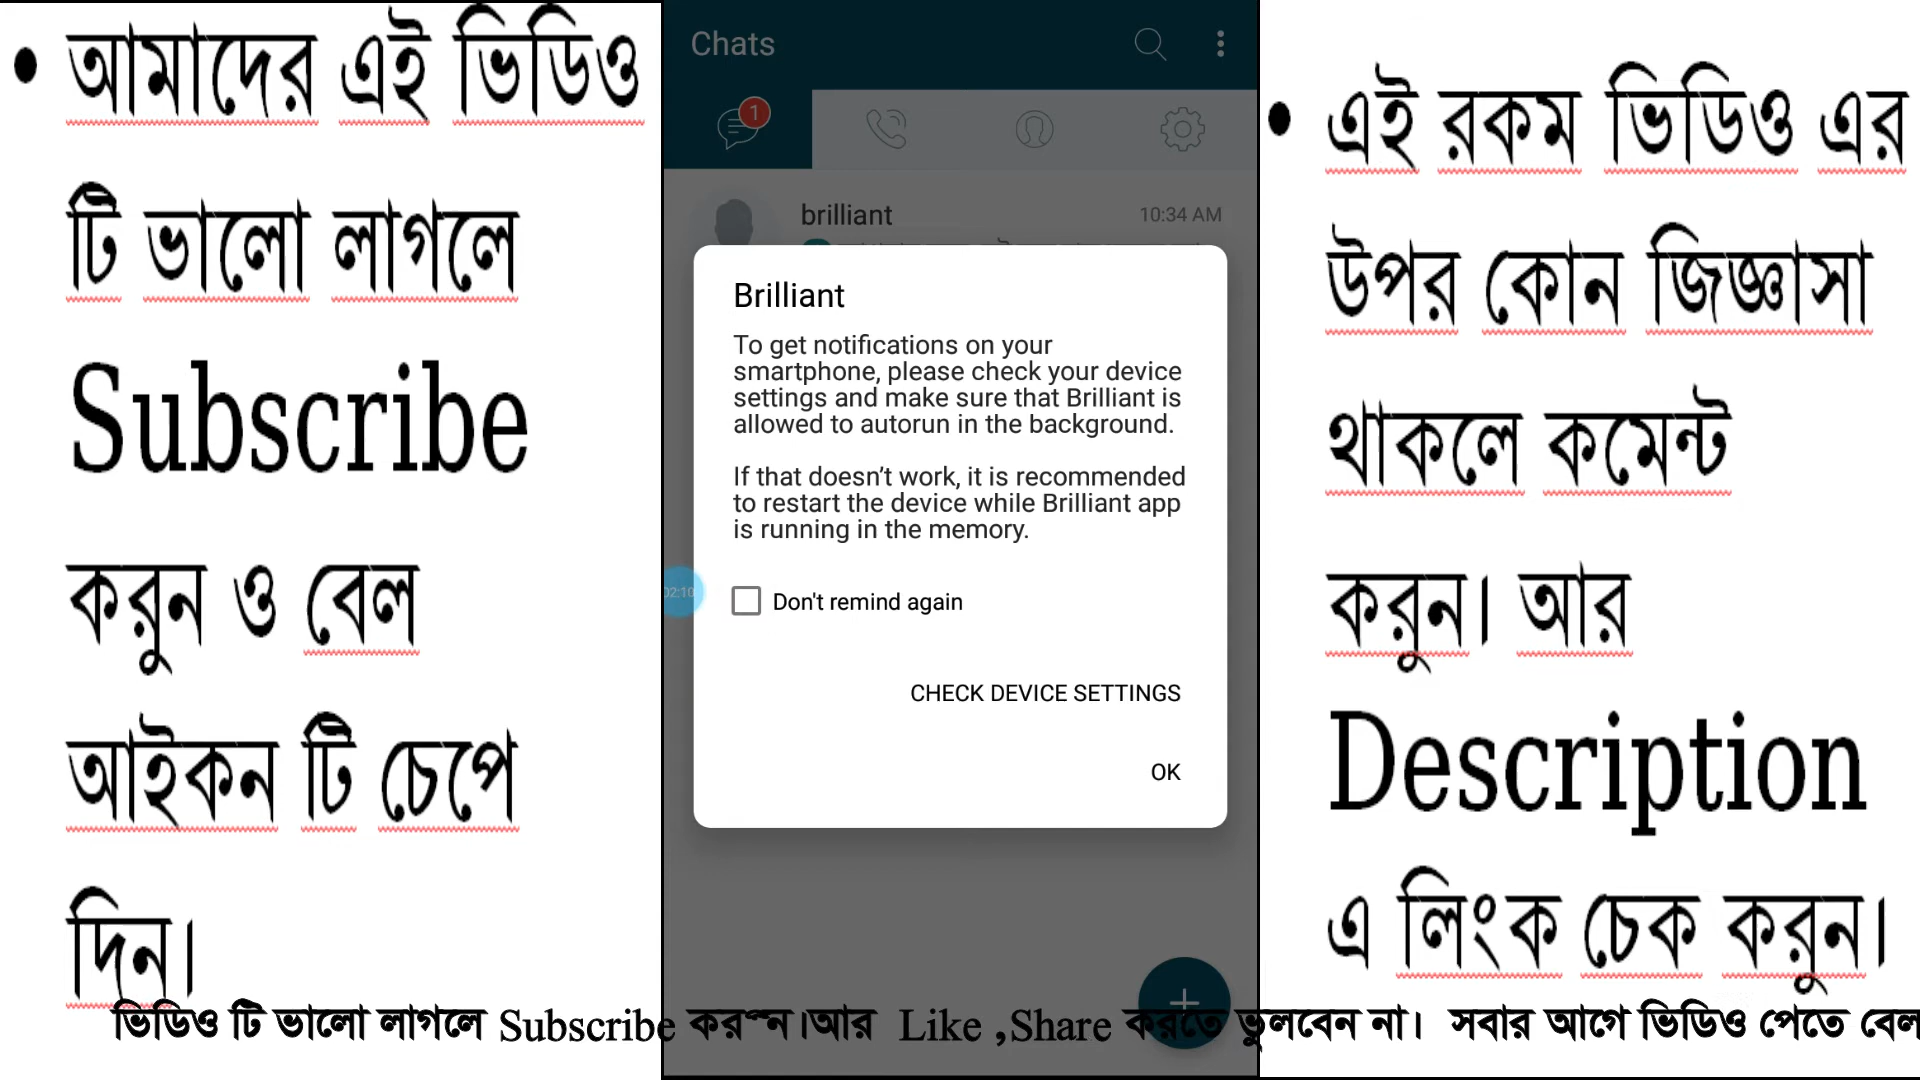 • আমাদের এই ভিডিও
টি ভালো লাগলে
Subscribe
করুন ও বেল
আইকন টি চেপে
দিন।
Chats
1
brilliant
10:34 AM
Brilliant
To get notifications on your
smartphone, please check your device
settings and make sure that Brilliant is
allowed to autorun in the background.
If that doesn't work, it is recommended
to restart the device while Brilliant app
is running in the memory.
02:10
Don't remind again
CHECK DEVICE SETTINGS
OK
• এই রকম ভিডিও এর
উপর কোন জিজ্ঞাসা
থাকলে কমেন্ট
করুন। আর
Description
এ লিংক চেক করুন।
ভিডিও টি ভালো লাগলে Subscribe করুন।আর Like ,Share করতে ভুলবেন না। সবার আগে ভিডিও পেতে বেল